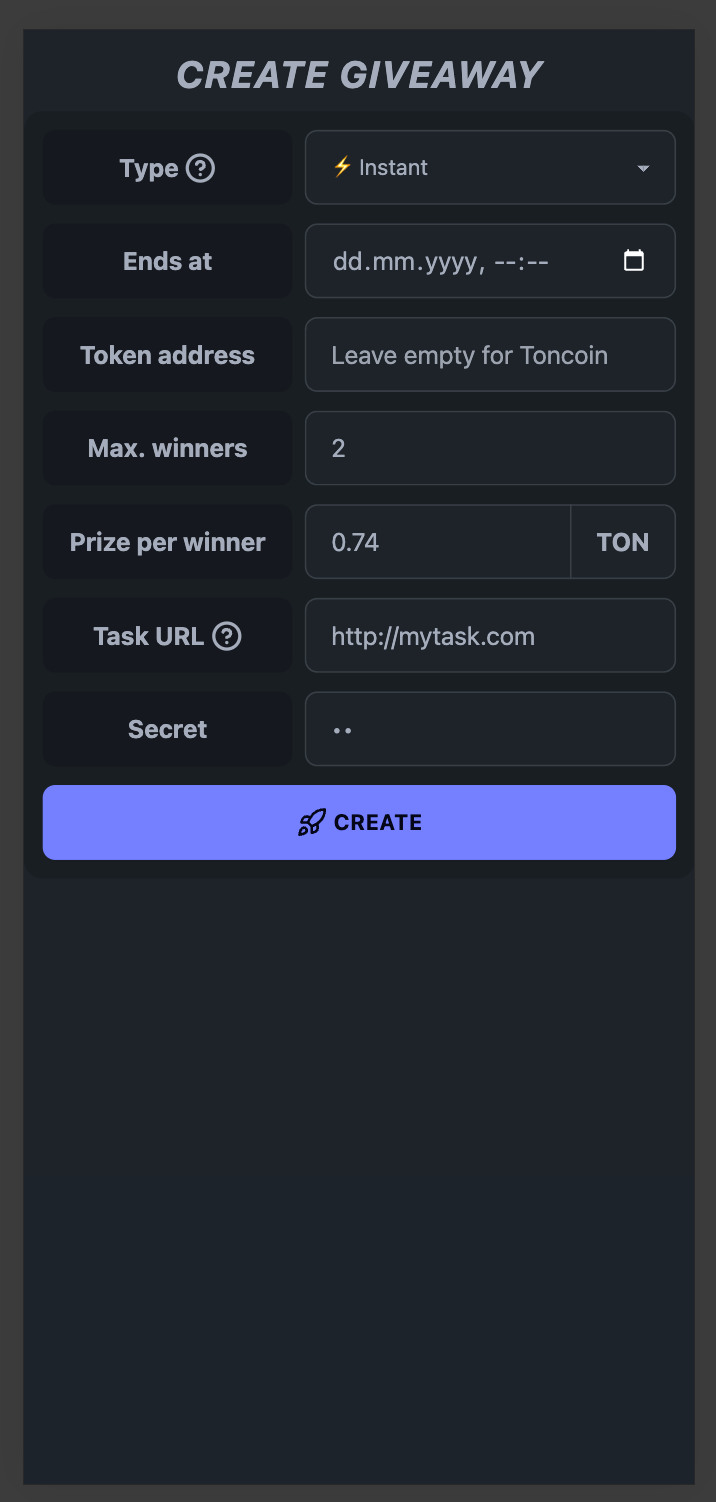 CREATE GIVEAWAY
Type ?
⚡ Instant
Ends at
dd.mm.yyyy, --:--
Token address
Leave empty for Toncoin
Max. winners
2
Prize per winner
0.74
TON
Task URL ?
http://mytask.com
Secret
••
CREATE